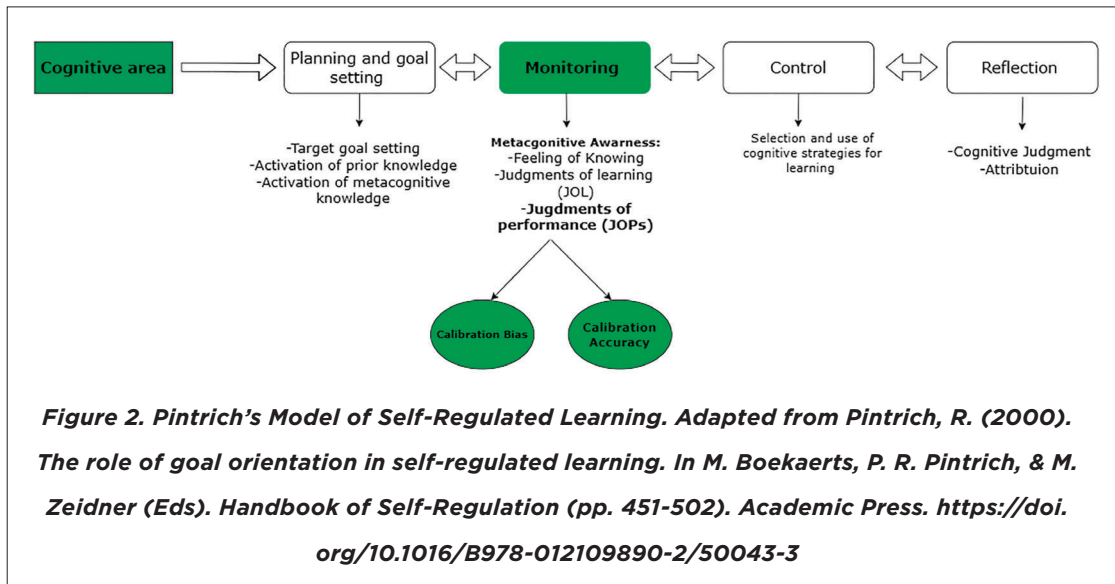 Cognitive area
Planning and goal
setting
Monitoring
Control
Reflection
-Target goal setting
-Activation of prior knowledge
-Activation of metacognitive
knowledge
Metacgonitive Awarness:
-Feeling of Knowing
-Judgments of learning
(JOL)
-Jugdments of
performance (JOPs)
Selection and use of
cognitive strategies for
learning
-Cognitive Judgment
-Attribtuion
Calibration Bias
Calibration
Accuracy
Figure 2. Pintrich’s Model of Self-Regulated Learning. Adapted from Pintrich, R. (2000).
The role of goal orientation in self-regulated learning. In M. Boekaerts, P. R. Pintrich, & M.
Zeidner (Eds). Handbook of Self-Regulation (pp. 451-502). Academic Press. https://doi.
org/10.1016/B978-012109890-2/50043-3